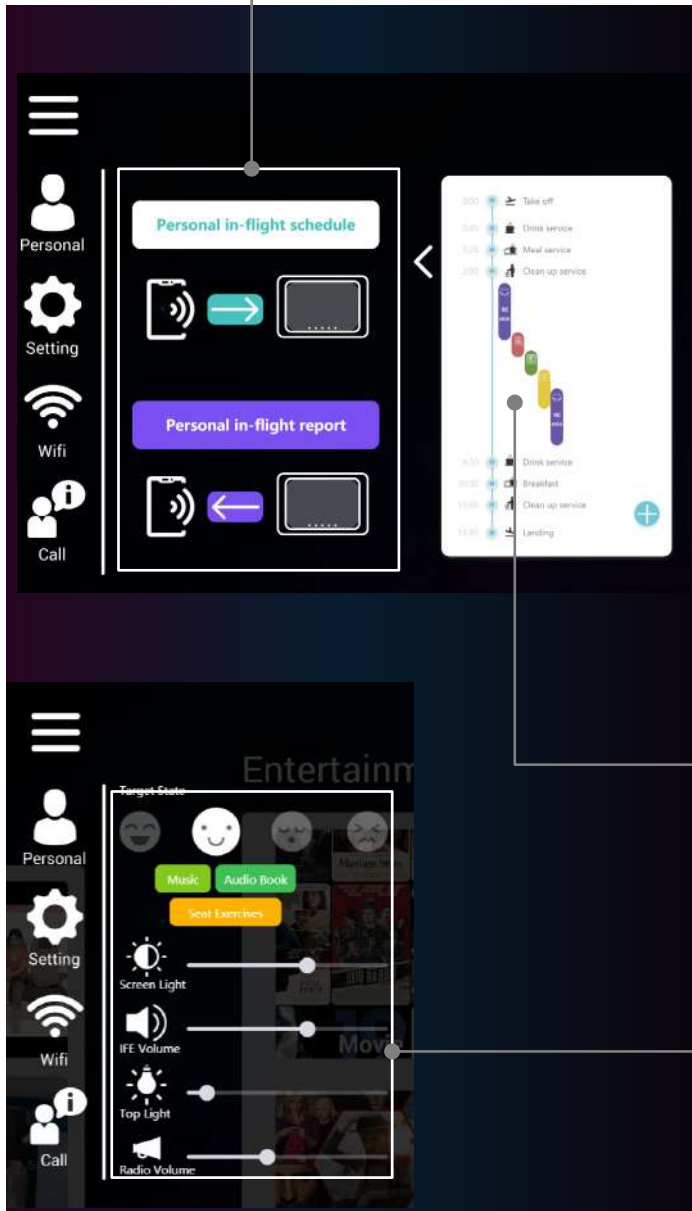 Personal
Setting
Wifi
Call
Personal in-flight schedule
Personal in-flight report
Take off
Drink service
Meal service
Clean up service
Drink service
Breakfast
Clean up service
Landing
Entertainm
Personal
Setting
Wifi
Call
Target State
Music
Audio Book
Seat Exercises
Screen Light
IFE Volume
Top Light
Radio Volume
Movie